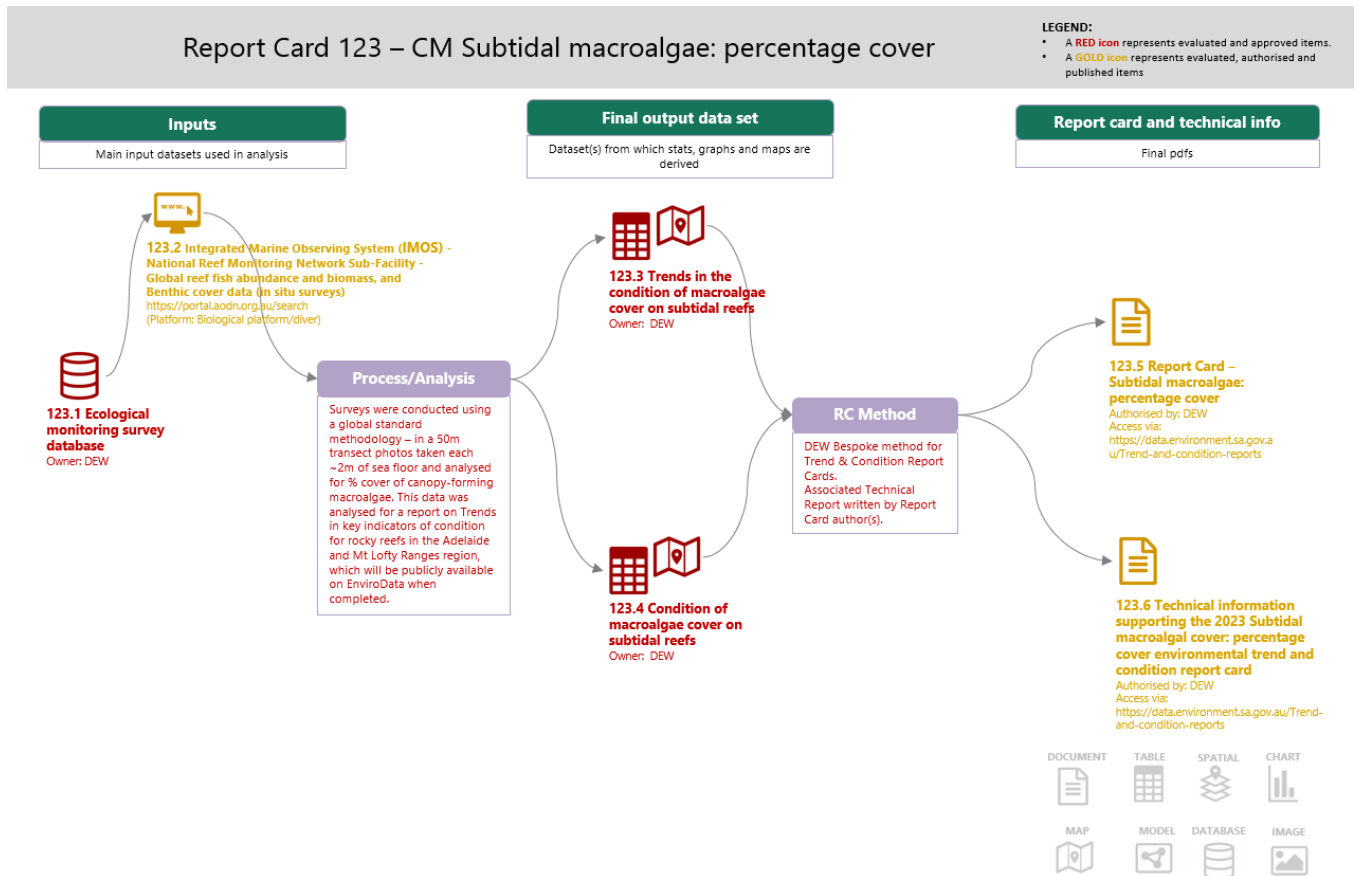 Report Card 123 – CM Subtidal macroalgae: percentage cover
LEGEND:
• A RED icon represents evaluated and approved items.
• A GOLD icon represents evaluated, authorised and
published items
Inputs
Main input datasets used in analysis
Final output data set
Dataset(s) from which stats, graphs and maps are
derived
Report card and technical info
Final pdfs
www.
123.2 Integrated Marine Observing System (IMOS) -
National Reef Monitoring Network Sub-Facility -
Global reef fish abundance and biomass, and
Benthic cover data (in situ surveys)
https://portal.aodn.org.au/search
(Platform: Biological platform/diver)
123.1 Ecological
monitoring survey
database
Owner: DEW
Process/Analysis
Surveys were conducted using
a global standard
methodology – in a 50m
transect photos taken each
~2m of sea floor and analysed
for % cover of canopy-forming
macroalgae. This data was
analysed for a report on Trends
in key indicators of condition
for rocky reefs in the Adelaide
and Mt Lofty Ranges region,
which will be publicly available
on EnviroData when
completed.
123.3 Trends in the
condition of macroalgae
cover on subtidal reefs
Owner: DEW
123.4 Condition of
macroalgae cover on
subtidal reefs
Owner: DEW
RC Method
DEW Bespoke method for
Trend & Condition Report
Cards.
Associated Technical
Report written by Report
Card author(s).
123.5 Report Card –
Subtidal macroalgae:
percentage cover
Authorised by: DEW
Access via:
https://data.environment.sa.gov.a
u/Trend-and-condition-reports
123.6 Technical information
supporting the 2023 Subtidal
macroalgal cover: percentage
cover environmental trend and
condition report card
Authorised by: DEW
Access via:
https://data.environment.sa.gov.au/Trend-
and-condition-reports
DOCUMENT TABLE SPATIAL CHART
MAP MODEL DATABASE IMAGE